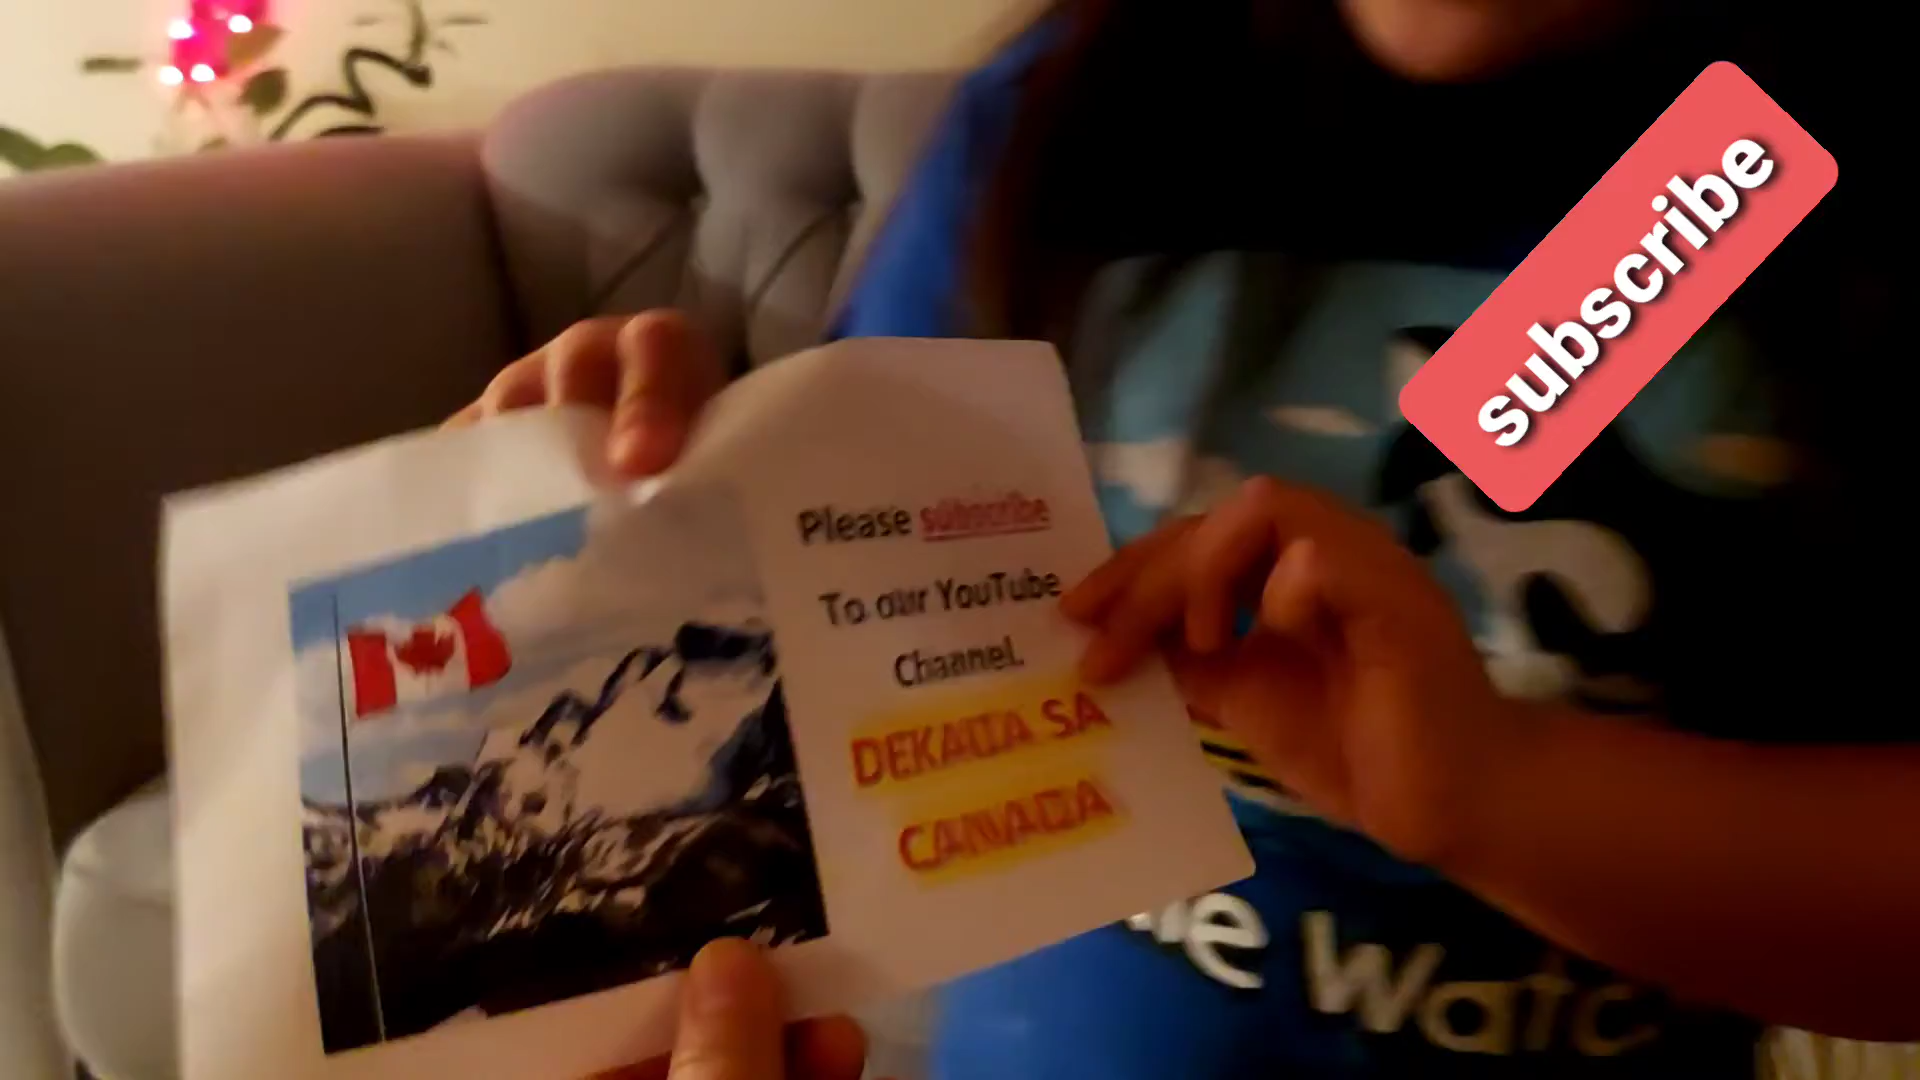 subscribe
Please subscribe
To our YouTube
Channel.
DEKADA SA
CANADA